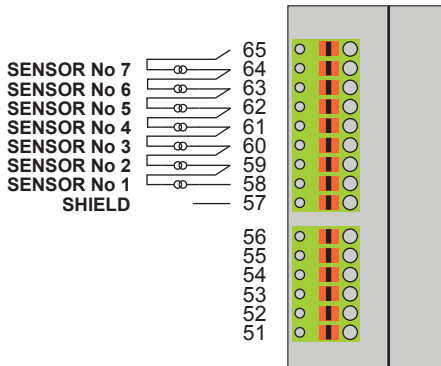 65
SENSOR No 7 64
SENSOR No 6 63
SENSOR No 5 62
SENSOR No 4 61
SENSOR No 3 60
SENSOR No 2 59
SENSOR No 1 58
SHIELD 57
56
55
54
53
52
51